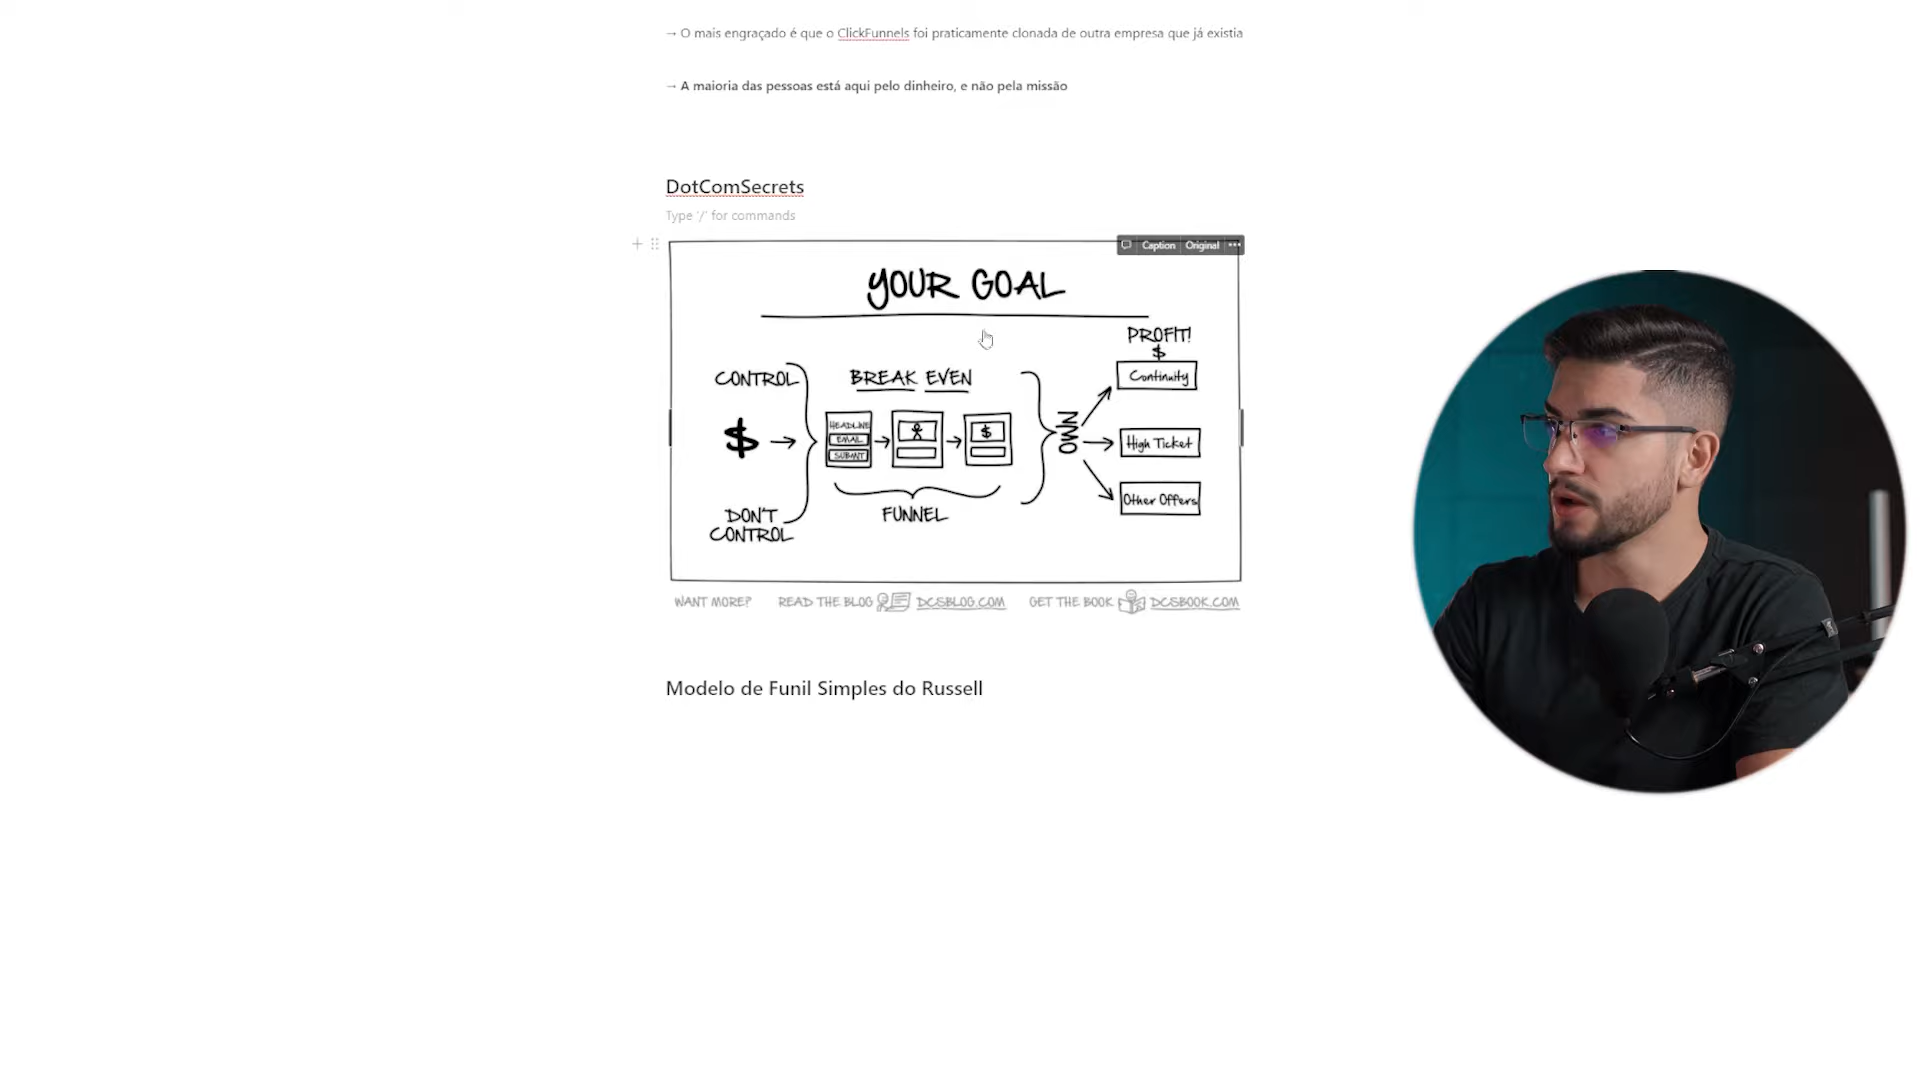 → O mais engraçado é que o ClickFunnels foi praticamente clonada de outra empresa que já existia
→ A maioria das pessoas está aqui pelo dinheiro, e não pela missão
DotComSecrets
Type '/' for commands
Caption Original
YOUR GOAL
PROFIT!
$
CONTROL
BREAK EVEN
Continuity
$
HEADLINE
EMAIL
SUBMIT
$
OWN
High Ticket
Other Offers
DON'T
CONTROL
FUNNEL
WANT MORE? READ THE BLOG DCSBLOG.COM GET THE BOOK DCSBOOK.COM
Modelo de Funil Simples do Russell